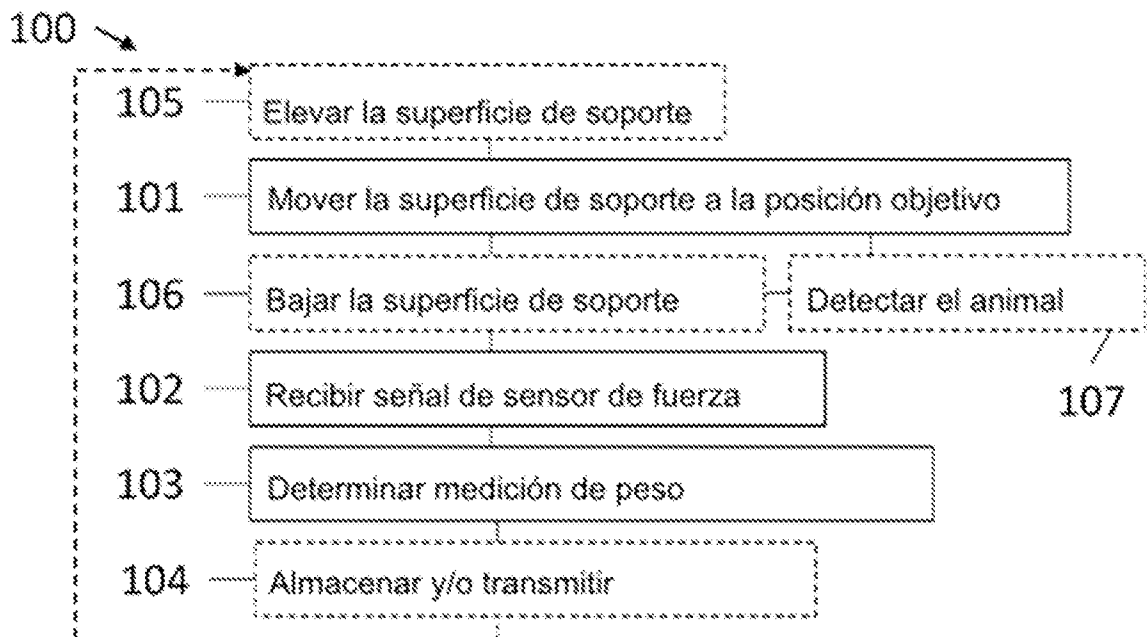 100
105 Elevar la superficie de soporte
101 Mover la superficie de soporte a la posición objetivo
106 Bajar la superficie de soporte Detectar el animal
102 Recibir señal de sensor de fuerza
107
103 Determinar medición de peso
104 Almacenar y/o transmitir